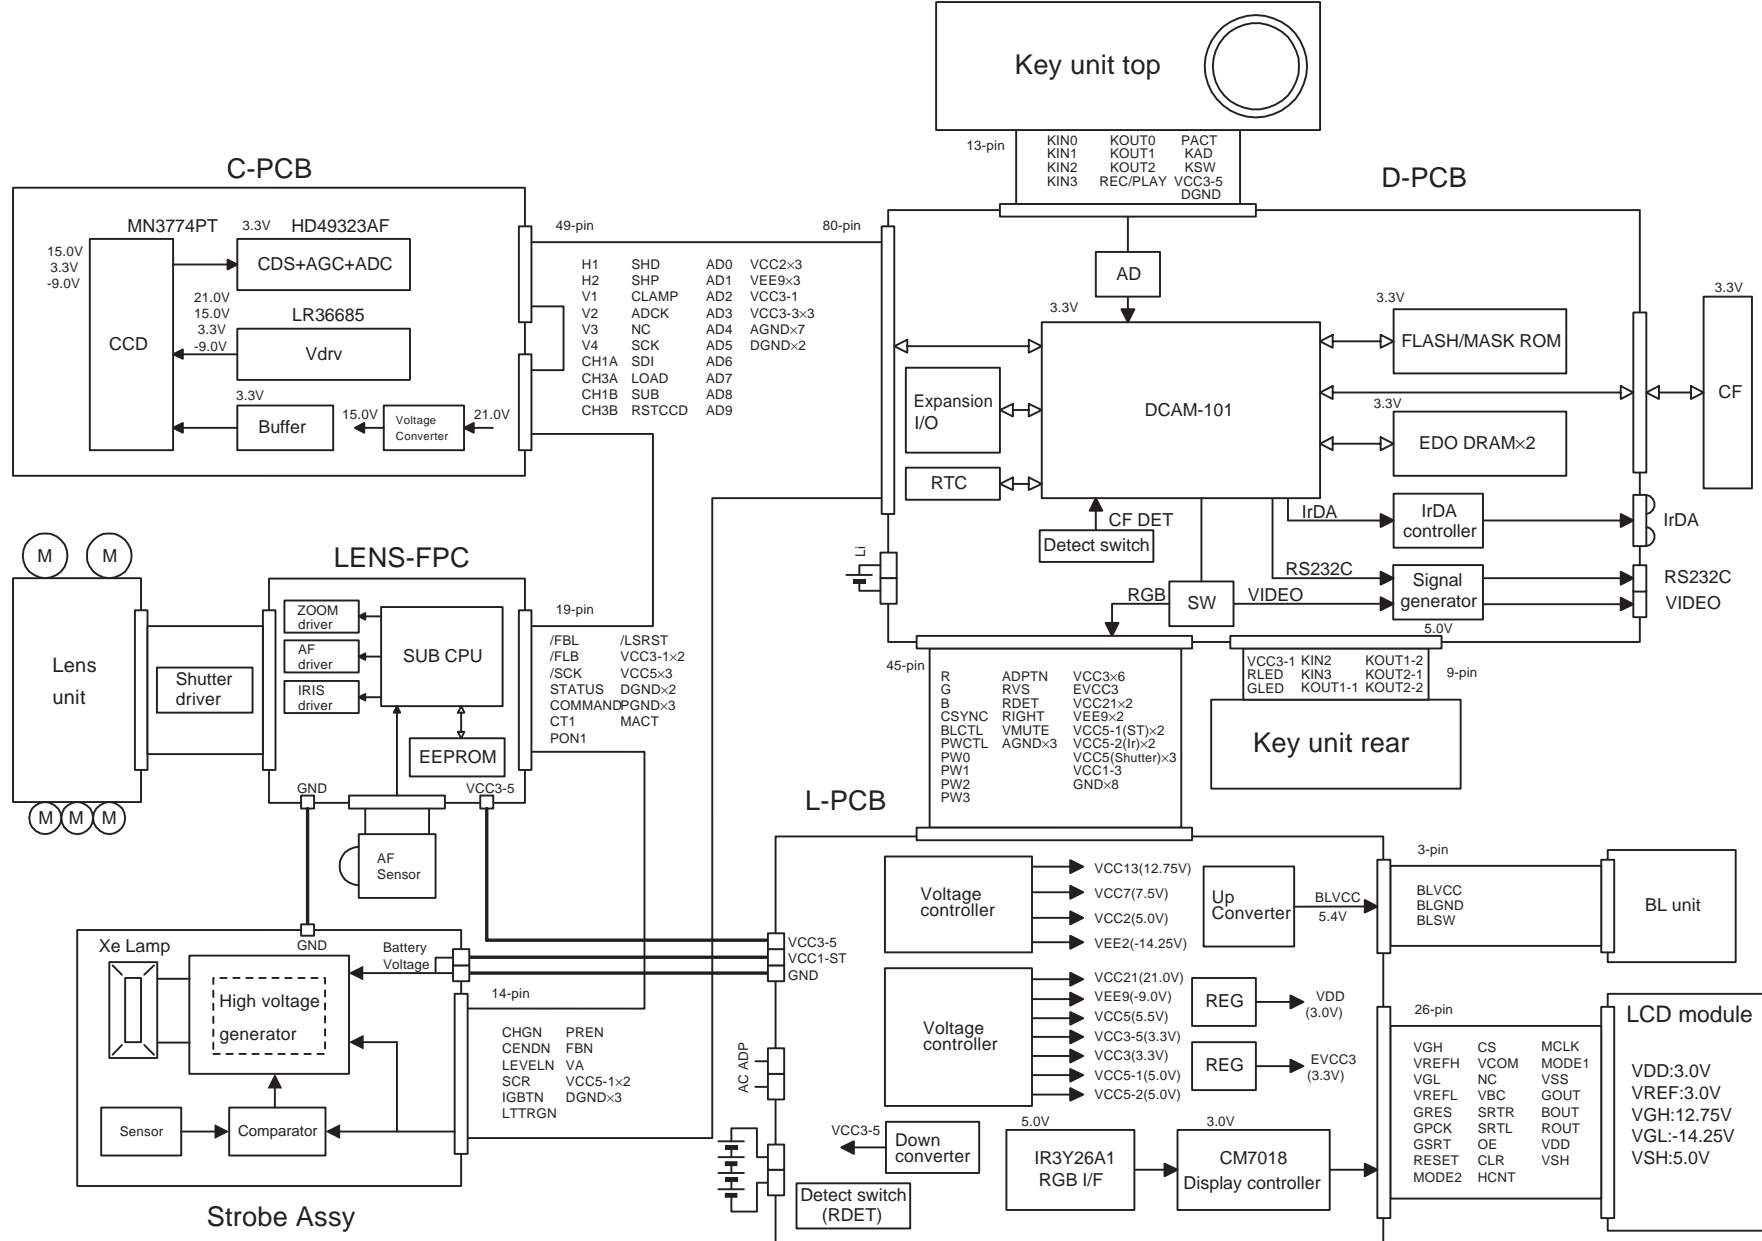 Key unit top
13-pin
KIN0 KOUT0 PACT
KIN1 KOUT1 KAD
KIN2 KOUT2 KSW
KIN3 REC/PLAY VCC3-5
DGND
C-PCB
MN3774PT 3.3V HD49323AF
15.0V
3.3V
-9.0V
CDS+AGC+ADC
21.0V
15.0V
3.3V
-9.0V
LR36685
CCD
Vdrv
3.3V
Buffer
15.0V
Voltage
Converter
21.0V
49-pin
80-pin
H1 SHD AD0 VCC2×3
H2 SHP AD1 VEE9×3
V1 CLAMP AD2 VCC3-1
V2 ADCK AD3 VCC3-3×3
V3 NC AD4 AGND×7
V4 SCK AD5 DGND×2
CH1A SDI AD6
CH3A LOAD AD7
CH1B SUB AD8
CH3B RSTCCD AD9
D-PCB
AD
3.3V
DCAM-101
Expansion
I/O
RTC
3.3V
FLASH/MASK ROM
3.3V
EDO DRAM×2
3.3V
CF
CF DET
Detect switch
IrDA
IrDA
controller
IrDA
RS232C
Signal
generator
RS232C
RGB
SW
VIDEO
VIDEO
5.0V
Li
LENS-FPC
M M
Lens
unit
M M M
Shutter
driver
ZOOM
driver
AF
driver
IRIS
driver
SUB CPU
EEPROM
GND
VCC3-5
AF
Sensor
19-pin
/FBL /LSRST
/FLB VCC3-1×2
/SCK VCC5×3
STATUS DGND×2
COMMAND PGND×3
CT1 MACT
PON1
45-pin
R ADPTN VCC3×6
G RVS EVCC3
B RDET VCC21×2
CSYNC RIGHT VEE9×2
BLCTL VMUTE VCC5-1(ST)×2
PWCTL AGND×3 VCC5-2(Ir)×2
PW0 VCC5(Shutter)×3
PW1 VCC1-3
PW2 GND×8
PW3
VCC3-1 KIN2 KOUT1-2
RLED KIN3 KOUT2-1
GLED KOUT1-1 KOUT2-2
9-pin
Key unit rear
L-PCB
Voltage
controller
VCC13(12.75V)
VCC7(7.5V)
VCC2(5.0V)
VEE2(-14.25V)
Up
Converter
BLVCC
5.4V
3-pin
BLVCC
BLGND
BLSW
BL unit
Voltage
controller
VCC21(21.0V)
VEE9(-9.0V)
VCC5(5.5V)
VCC3-5(3.3V)
VCC3(3.3V)
VCC5-1(5.0V)
VCC5-2(5.0V)
REG
VDD
(3.0V)
REG
EVCC3
(3.3V)
26-pin
VGH CS MCLK
VREFH VCOM MODE1
VGL NC VSS
VREFL VBC GOUT
GRES SRTR BOUT
GPCK SRTL ROUT
GSRT OE VDD
RESET CLR VSH
MODE2 HCNT
LCD module
VDD:3.0V
VREF:3.0V
VGH:12.75V
VGL:-14.25V
VSH:5.0V
VCC3-5
Down
converter
Detect switch
(RDET)
5.0V
IR3Y26A1
RGB I/F
3.0V
CM7018
Display controller
VCC3-5
VCC1-ST
GND
AC ADP
GND
Battery
Voltage
Xe Lamp
High voltage
generator
Sensor
Comparator
14-pin
CHGN PREN
CENDN FBN
LEVELN VA
SCR VCC5-1×2
IGBTN DGND×3
LTTRGN
Strobe Assy